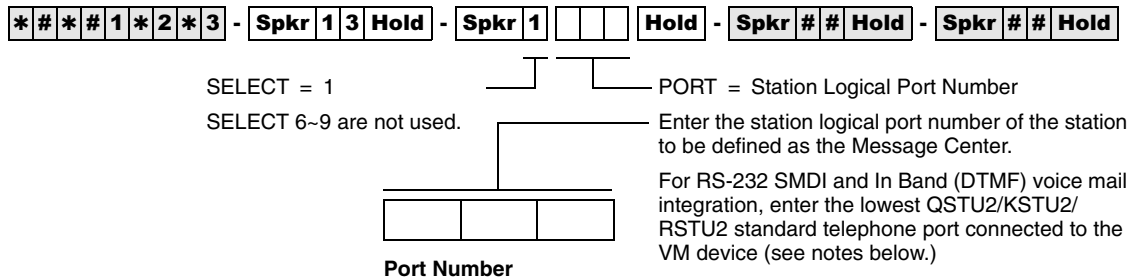 *#*#1*2*3 - Spkr 1 3 Hold - Spkr 1 Hold - Spkr # # Hold - Spkr # # Hold
SELECT = 1
SELECT 6~9 are not used.
PORT = Station Logical Port Number
Enter the station logical port number of the station
to be defined as the Message Center.
For RS-232 SMDI and In Band (DTMF) voice mail
integration, enter the lowest QSTU2/KSTU2/
RSTU2 standard telephone port connected to the
VM device (see notes below.)
Port Number